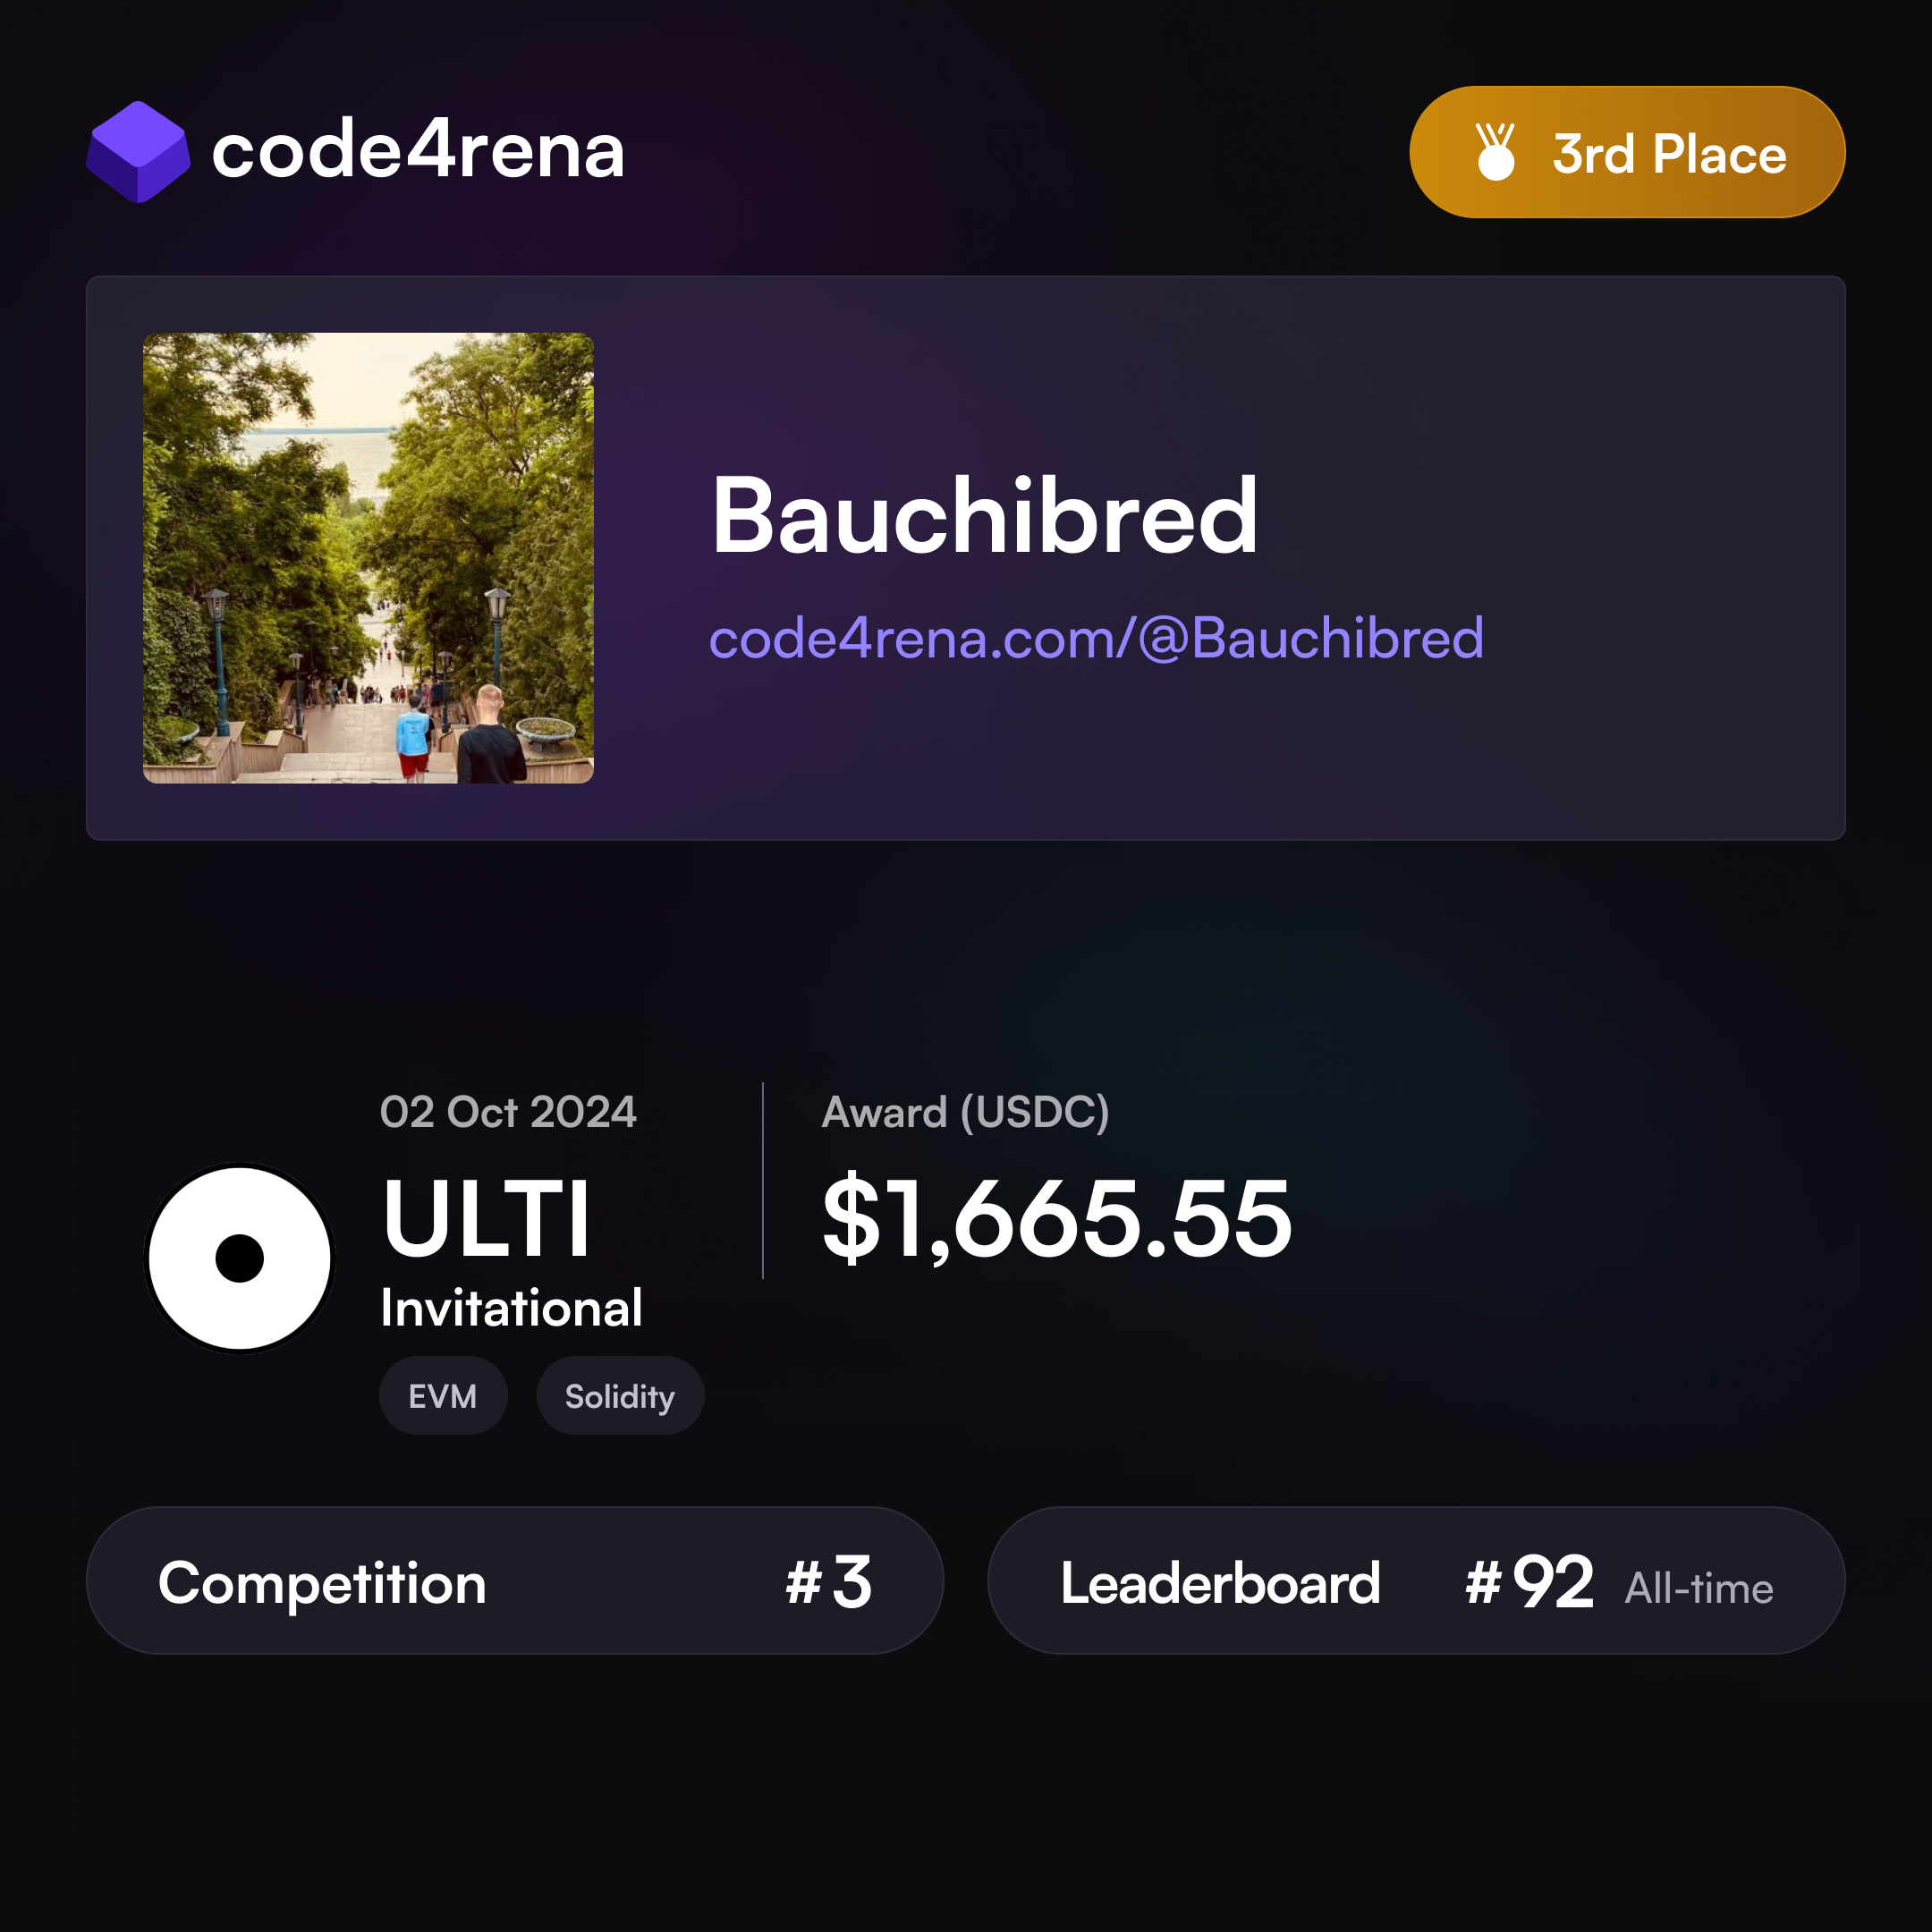 code4rena
3rd Place
Bauchibred
code4rena.com/@Bauchibred
02 Oct 2024
ULTI
Invitational
EVM
Solidity
Award (USDC)
$1,665.55
Competition
#3
Leaderboard
#92 All-time